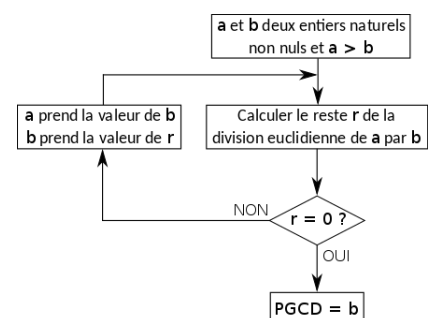 a et b deux entiers naturels
non nuls et a > b
a prend la valeur de b
b prend la valeur de r
Calculer le reste r de la
division euclidienne de a par b
NON
r = 0 ?
OUI
PGCD = b